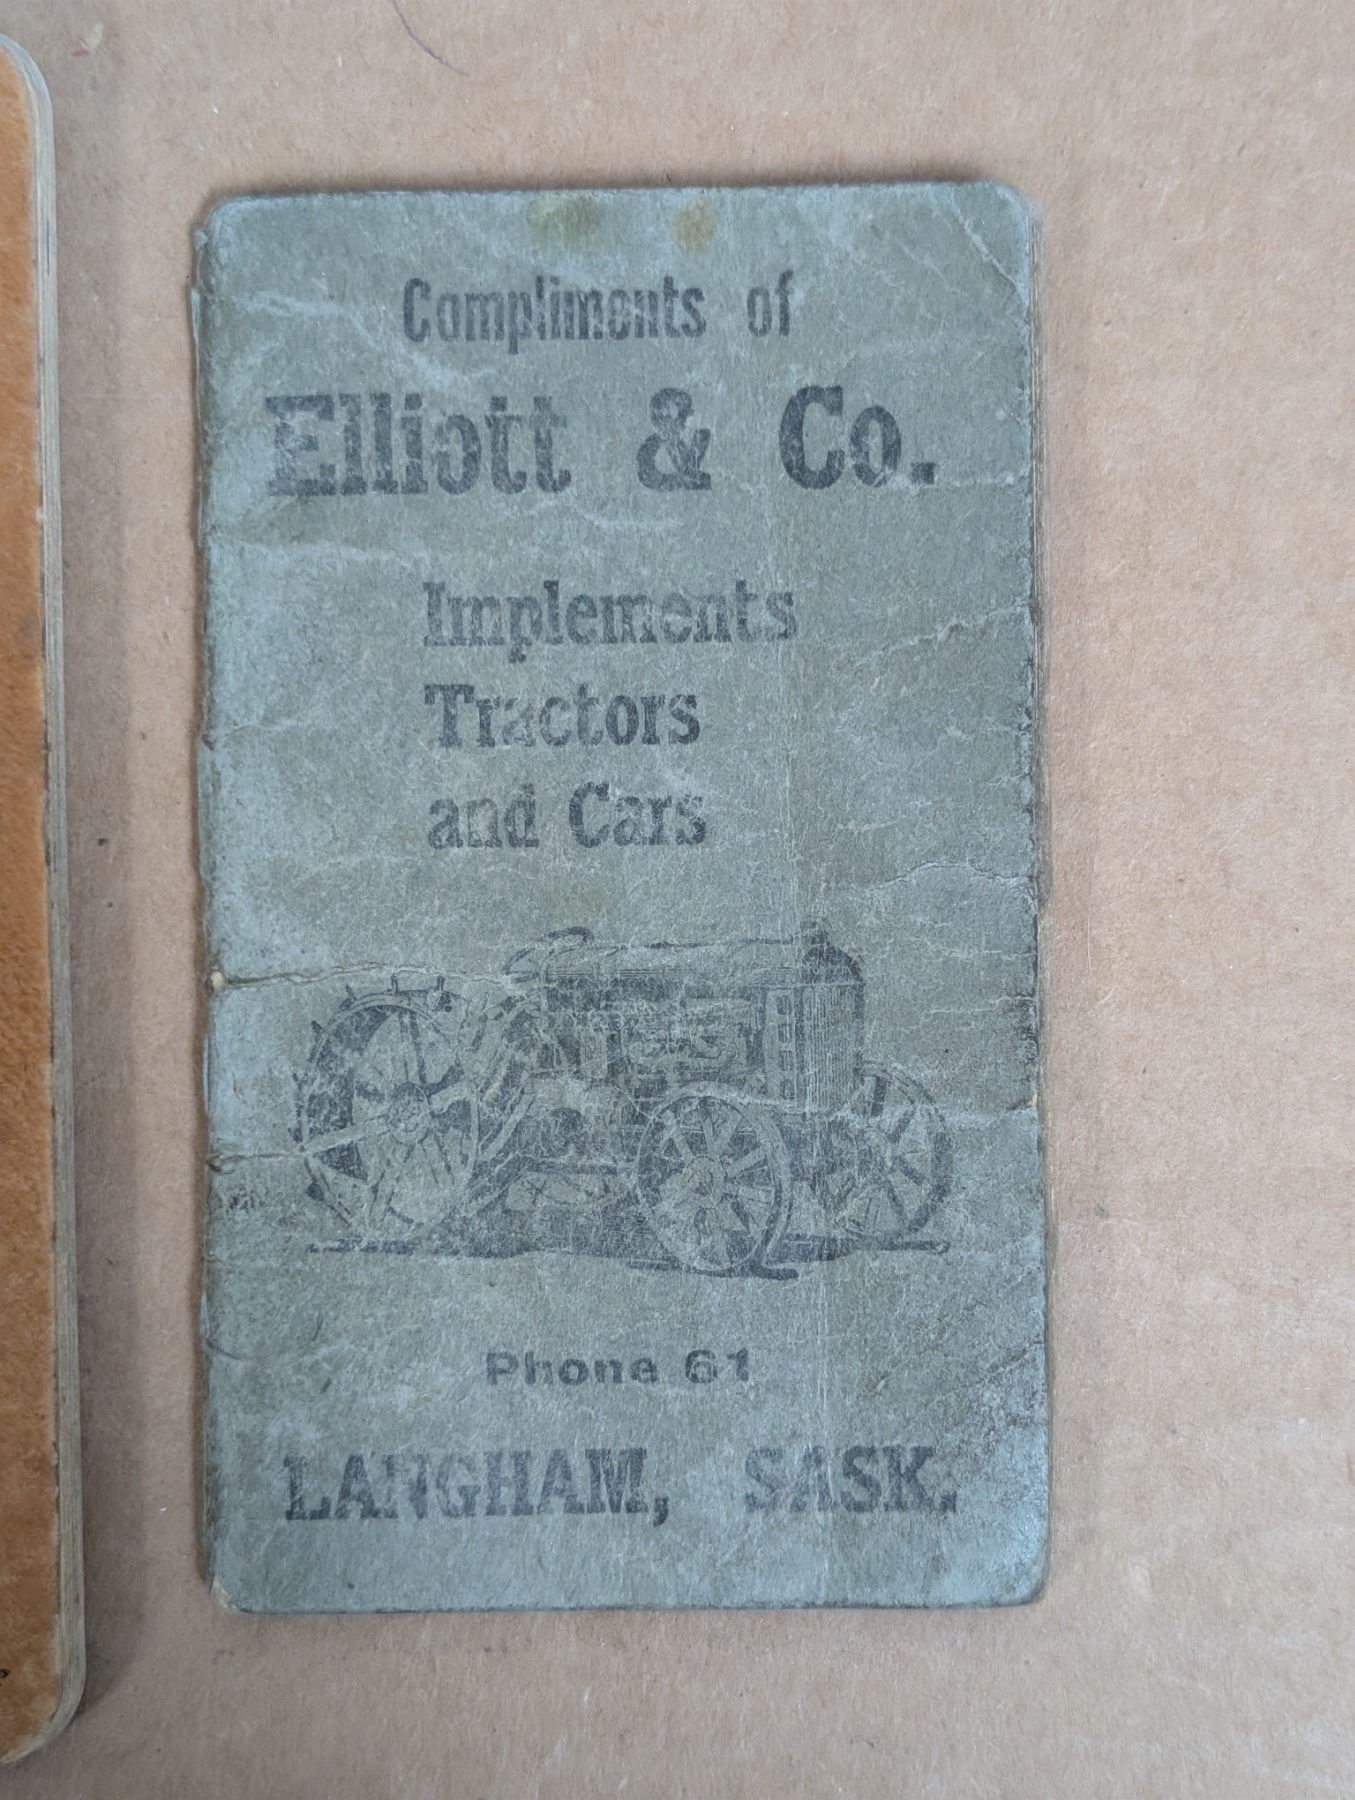 Compliments of
Elliott & Co.
Implements
Tractors
and Cars
Phone 61
LANGHAM, SASK.